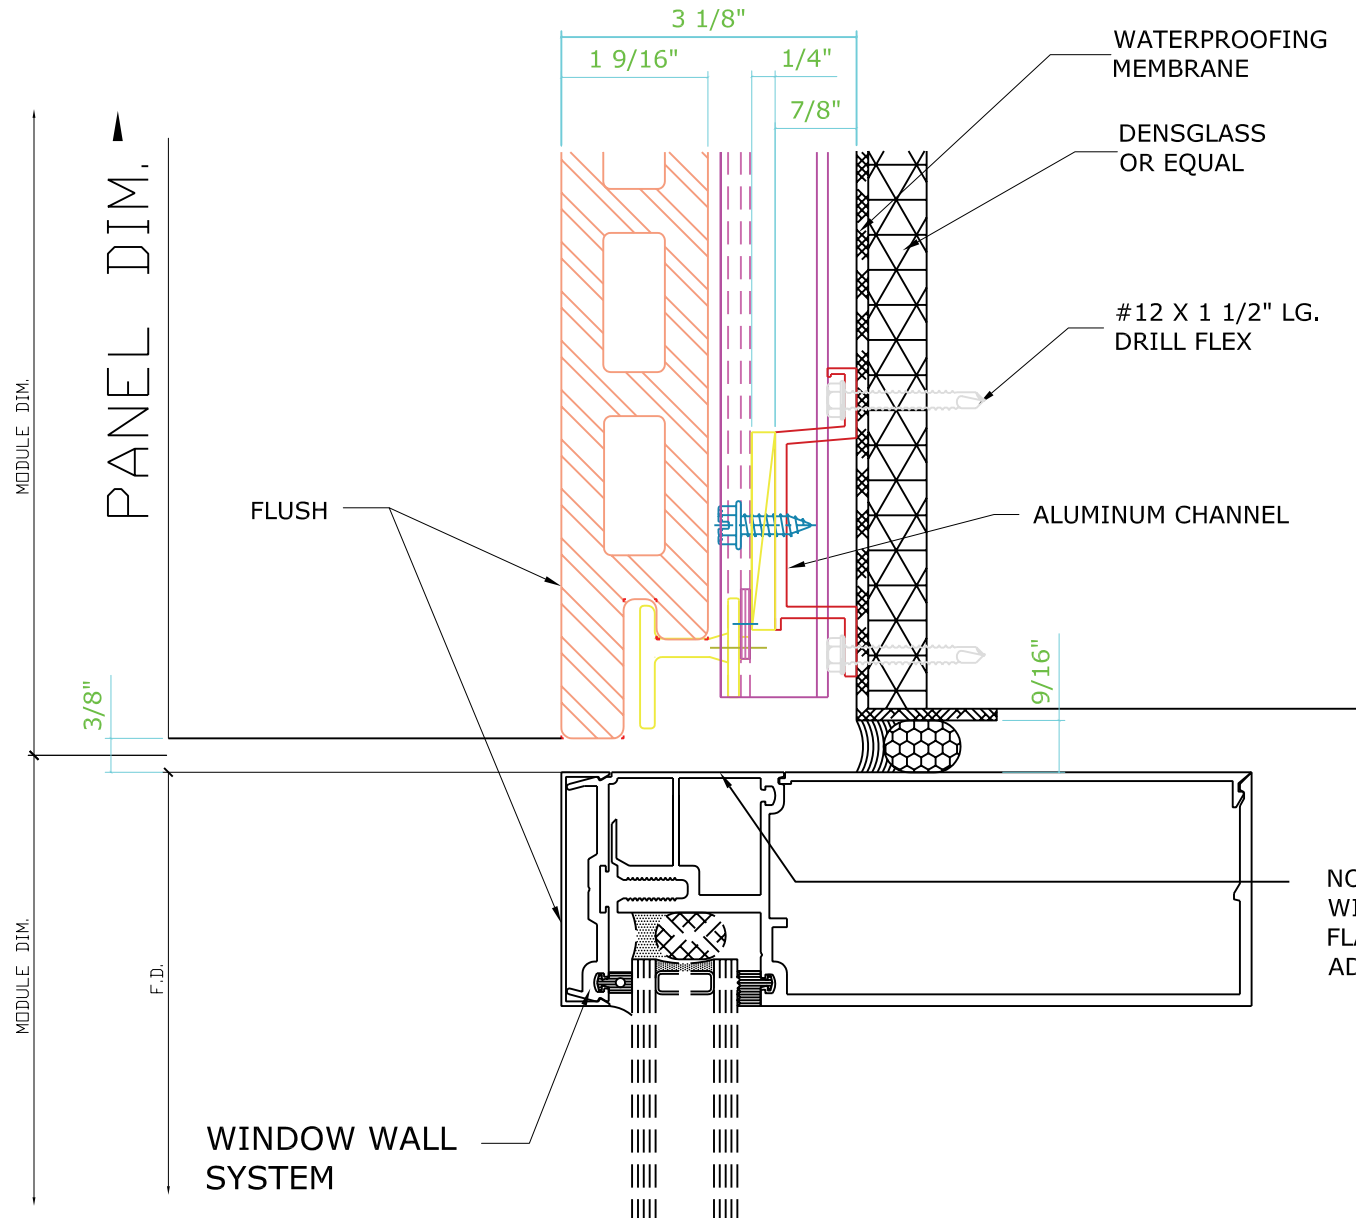 3 1/8"
1 9/16"
1/4"
7/8"
WATERPROOFING
MEMBRANE
DENSGLASS
OR EQUAL
#12 X 1 1/2" LG.
DRILL FLEX
PANEL DIM.
MODULE DIM.
FLUSH
ALUMINUM CHANNEL
3/8"
9/16"
MODULE DIM.
F.D.
WINDOW WALL
SYSTEM